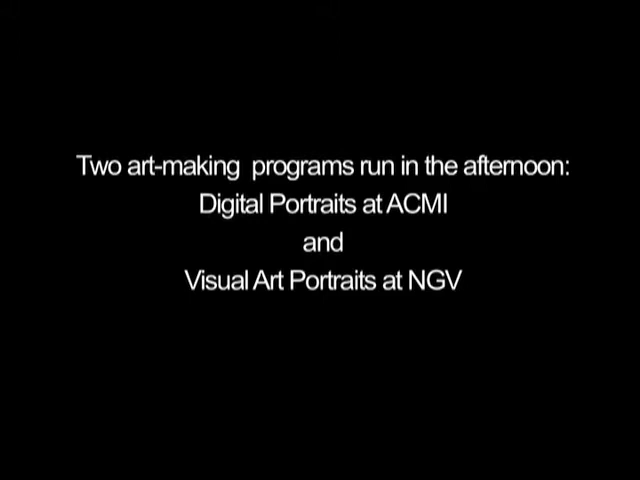 Two art-making  programs run in the afternoon:
Digital Portraits at ACMI
and
Visual Art Portraits at NGV